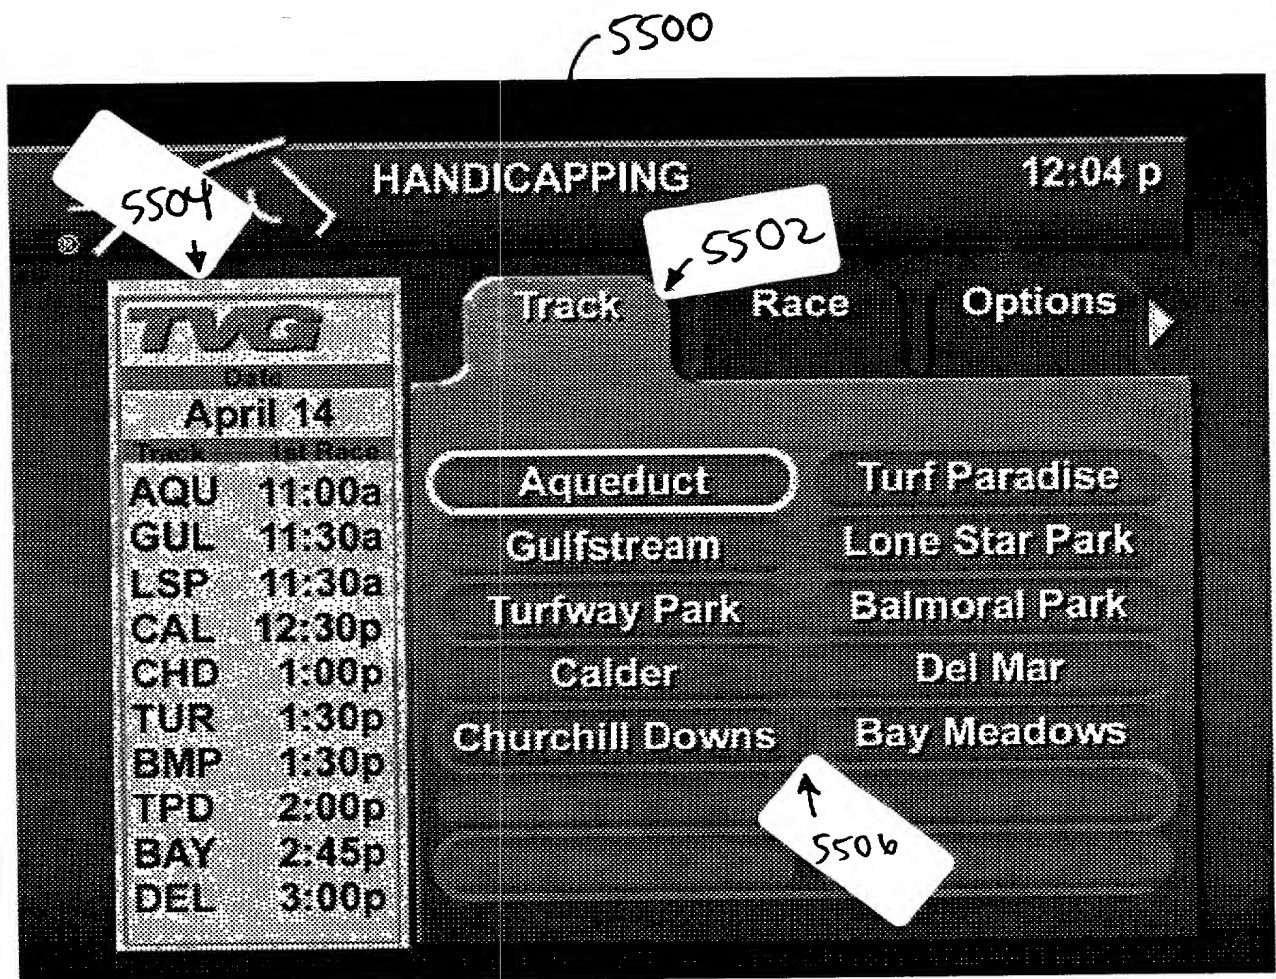 5500
HANDICAPPING
12:04 p
5504
5502
®
TVG
Date
April 14
Track 1st Race
AQU 11:00a
GUL 11:30a
LSP 11:30a
CAL 12:30p
CHD 1:00p
TUR 1:30p
BMP 1:30p
TPD 2:00p
BAY 2:45p
DEL 3:00p
Track Race Options
Aqueduct Turf Paradise
Gulfstream Lone Star Park
Turfway Park Balmoral Park
Calder Del Mar
Churchill Downs Bay Meadows
5506